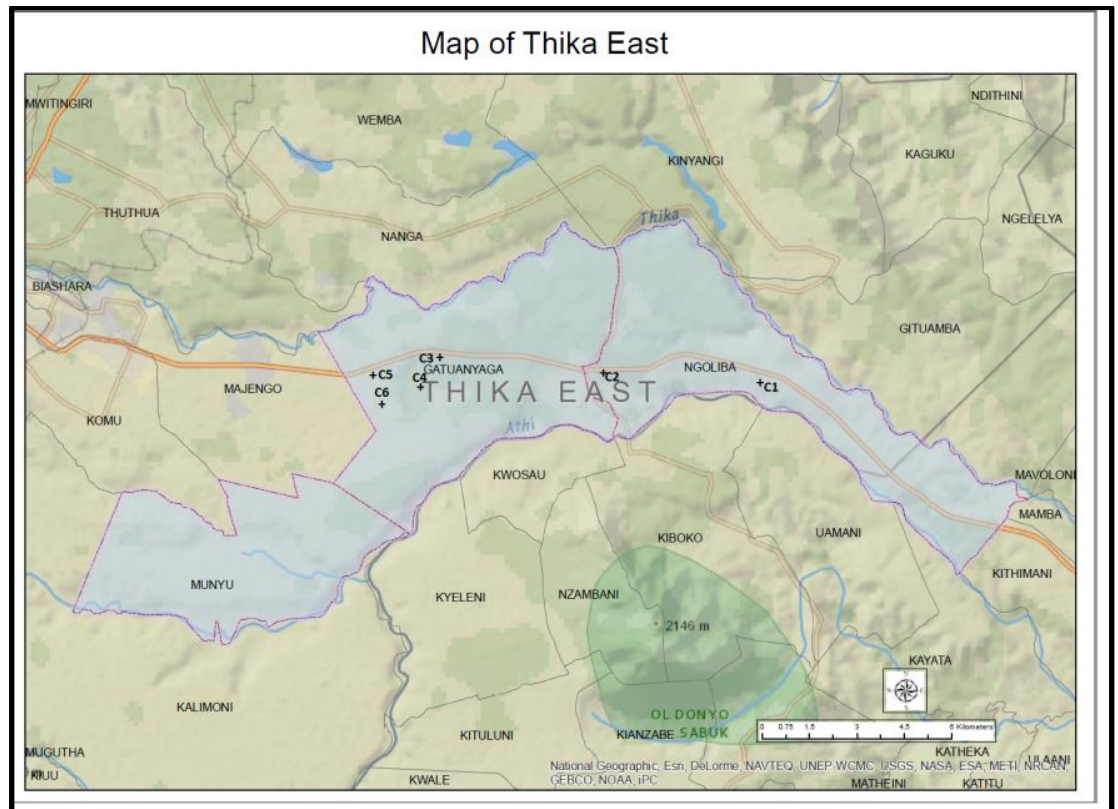 Map of Thika East
MWITINGIRI
NDITHINI
WEMBA
KAGUKU
KINYANGI
THUTHUA
Thika
NGELELYA
NANGA
BIASHARA
GITUAMBA
C3
GATUANYAGA
NGOLIBA
C5
C4
C2
C1
MAJENGO
C6
THIKA EAST
KOMU
Athi
KWOSAU
MAVOLONI
MAMBA
KIBOKO
UAMANI
KITHIMANI
MUNYU
KYELENI
NZAMBANI
2146 m
KAYATA
KALIMONI
OL DONYO
SABUK
0 0.75 1.5 3 4.5 6 Kilometers
KITULUNI
KIANZABE
MUGUTHA
KATHEKA
ULAANI
KIUU
KWALE
National Geographic, Esri, DeLorme, NAVTEQ, UNEP-WCMC, USGS, NASA, ESA, METI, NRCAN,
GEBCO, NOAA, iPC
MATHEINI
KATITU